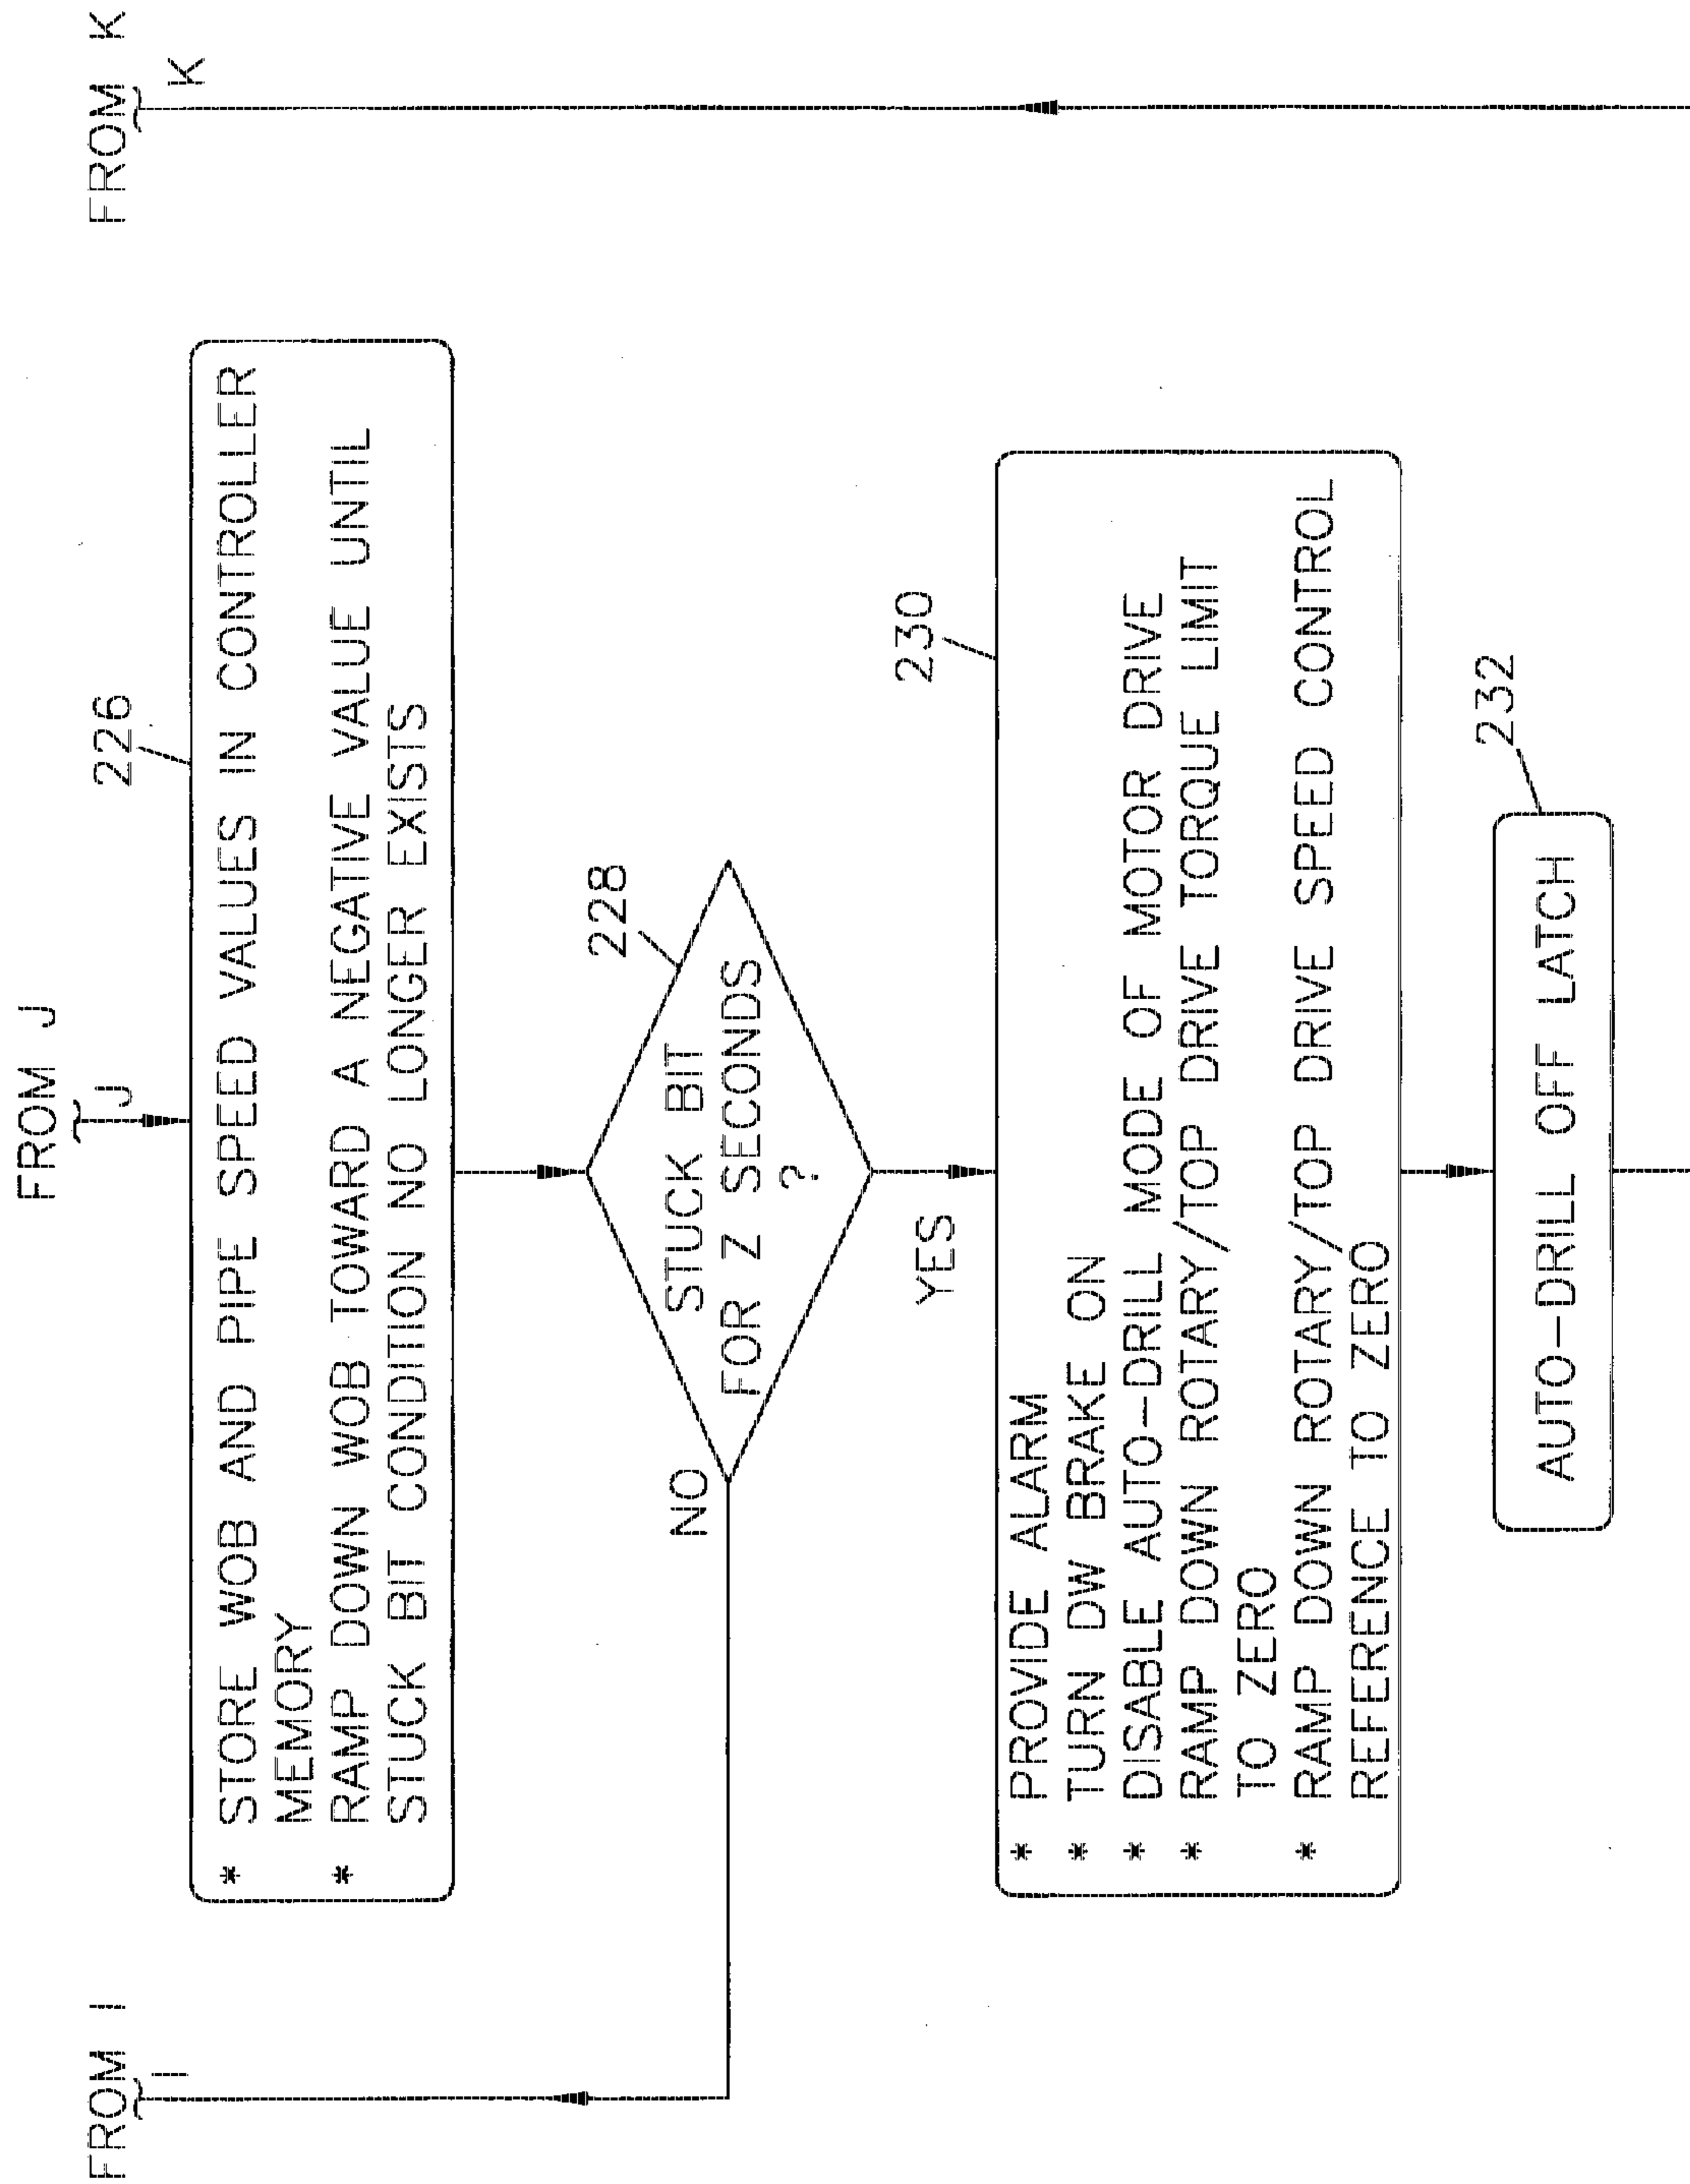 FROM J
FROM I
FROM K
I
J
K
226
* STORE WOB AND PIPE SPEED VALUES IN CONTROLLER
MEMORY
* RAMP DOWN WOB TOWARD A NEGATIVE VALUE UNTIL
STUCK BIT CONDITION NO LONGER EXISTS
228
NO
STUCK BIT
FOR Z SECONDS
?
YES
230
* PROVIDE ALARM
* TURN DW BRAKE ON
* DISABLE AUTO-DRILL MODE OF MOTOR DRIVE
* RAMP DOWN ROTARY/TOP DRIVE TORQUE LIMIT
TO ZERO
* RAMP DOWN ROTARY/TOP DRIVE SPEED CONTROL
REFERENCE TO ZERO
232
AUTO-DRILL OFF LATCH